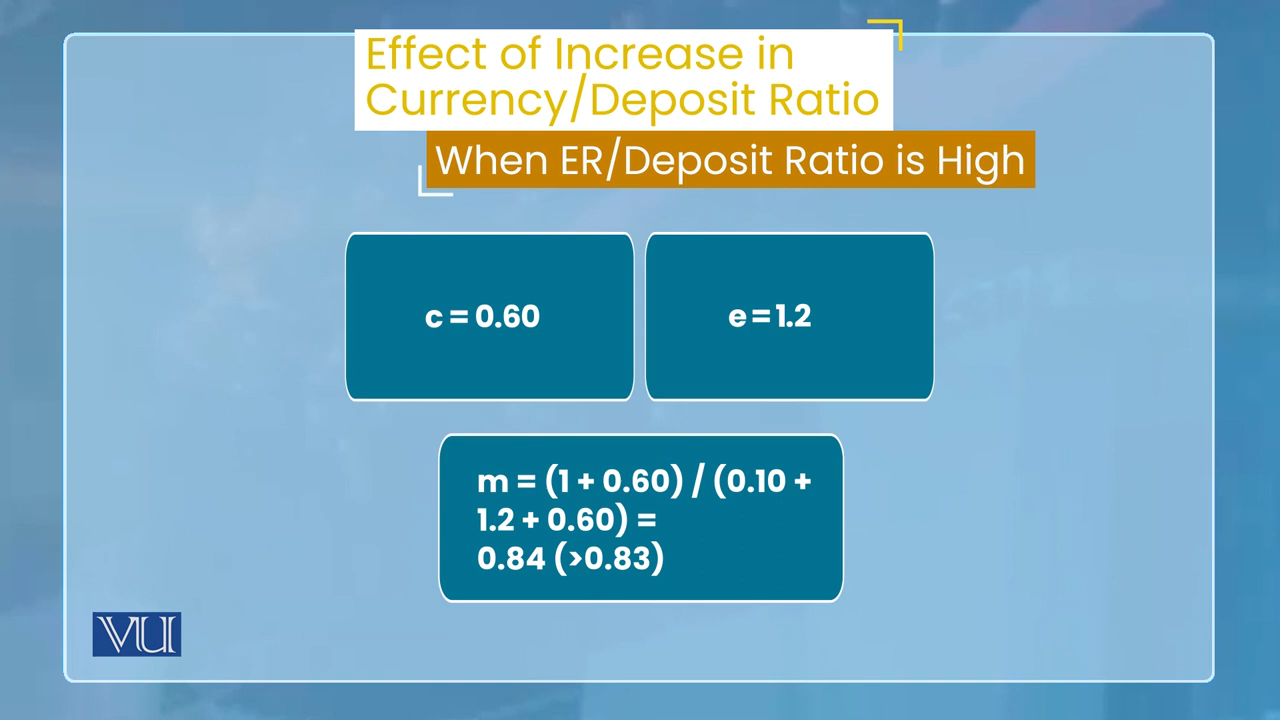 Effect of Increase in
Currency/Deposit Ratio
When ER/Deposit Ratio is High
c = 0.60
e = 1.2
m = (1 + 0.60) / (0.10 +
1.2 + 0.60) =
0.84 (>0.83)
VU